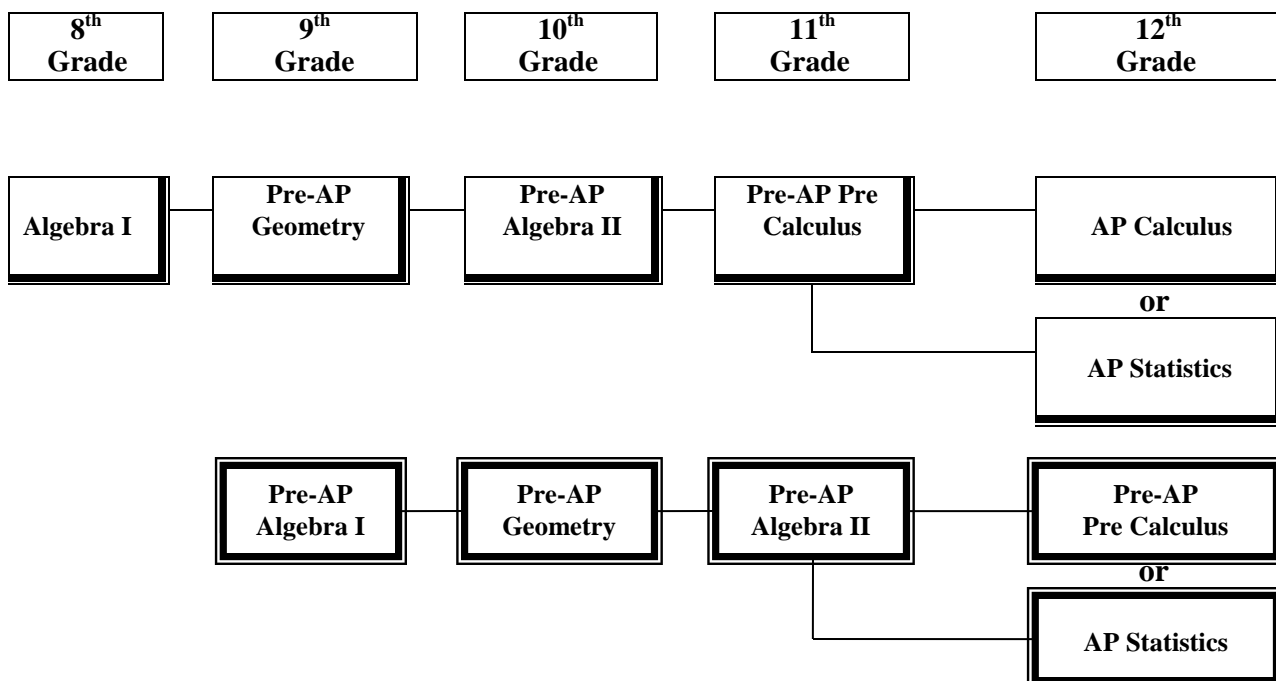 8th
Grade
9th
Grade
10th
Grade
11th
Grade
12th
Grade
Algebra I
Pre-AP
Geometry
Pre-AP
Algebra II
Pre-AP Pre
Calculus
AP Calculus
or
AP Statistics
Pre-AP
Algebra I
Pre-AP
Geometry
Pre-AP
Algebra II
Pre-AP
Pre Calculus
or
AP Statistics